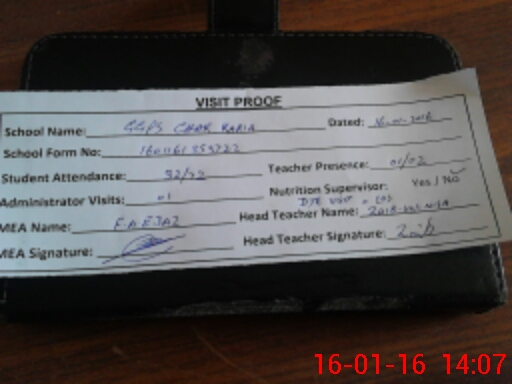 VISIT PROOF
School Name: GGPS CHAK RARIA Dated: 16-01-2016
School Form No:
Student Attendance: 32/32 Teacher Presence: 01/02
Administrator Visits: 01 Nutrition Supervisor: Yes / No
MEA Name: F.A EJAZ Head Teacher Name:
MEA Signature: Head Teacher Signature:
16-01-16 14:07